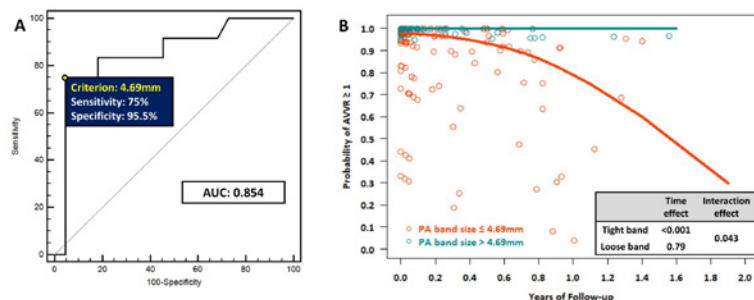 A
100
80
60
40
20
0
Sensitivity
Criterion: 4.69mm
Sensitivity: 75%
Specificity: 95.5%
AUC: 0.854
0 20 40 60 80 100
100-Specificity
B
1.0
0.9
0.8
0.7
0.6
0.5
0.4
0.3
0.2
0.1
0.0
Probability of AVVR ≥ 1
PA band size ≤ 4.69mm
PA band size > 4.69mm
Time effect Interaction effect
Tight band <0.001 0.043
Loose band 0.79
0.0 0.2 0.4 0.6 0.8 1.0 1.2 1.4 1.6 1.8 2.0
Years of Follow-up